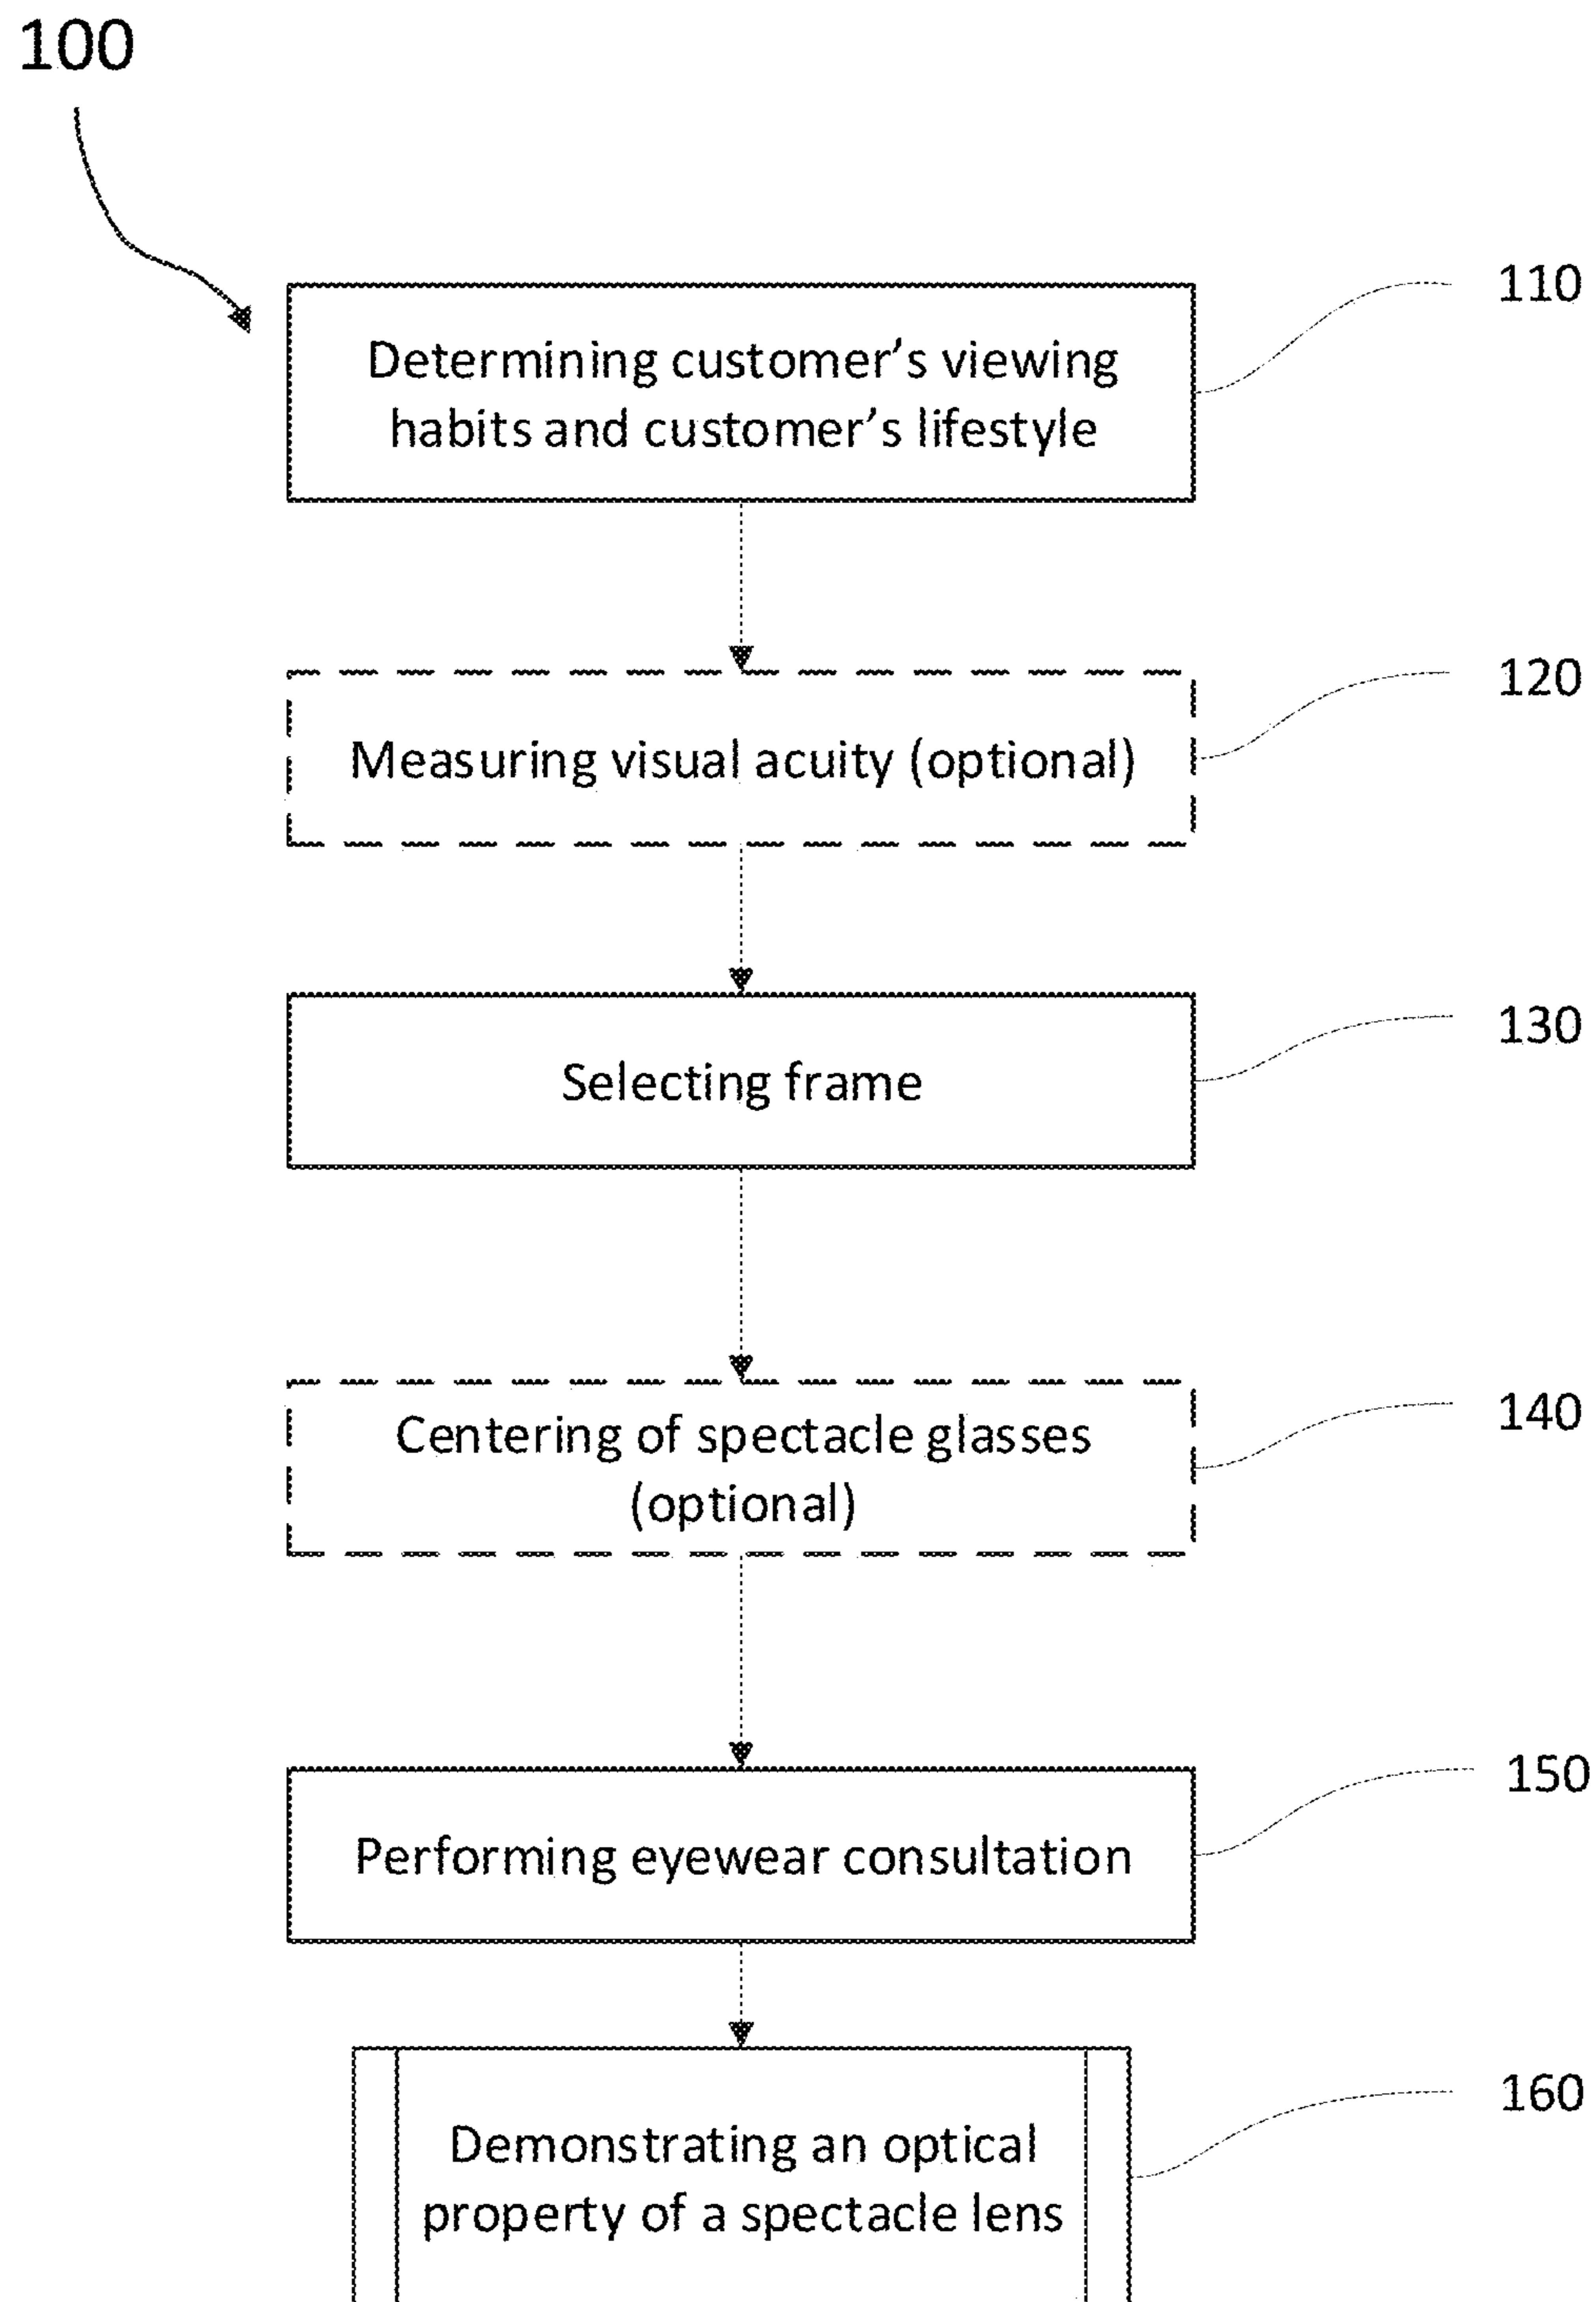 100
110
Determining customer's viewing
habits and customer's lifestyle
120
Measuring visual acuity (optional)
130
Selecting frame
140
Centering of spectacle glasses
(optional)
150
Performing eyewear consultation
160
Demonstrating an optical
property of a spectacle lens